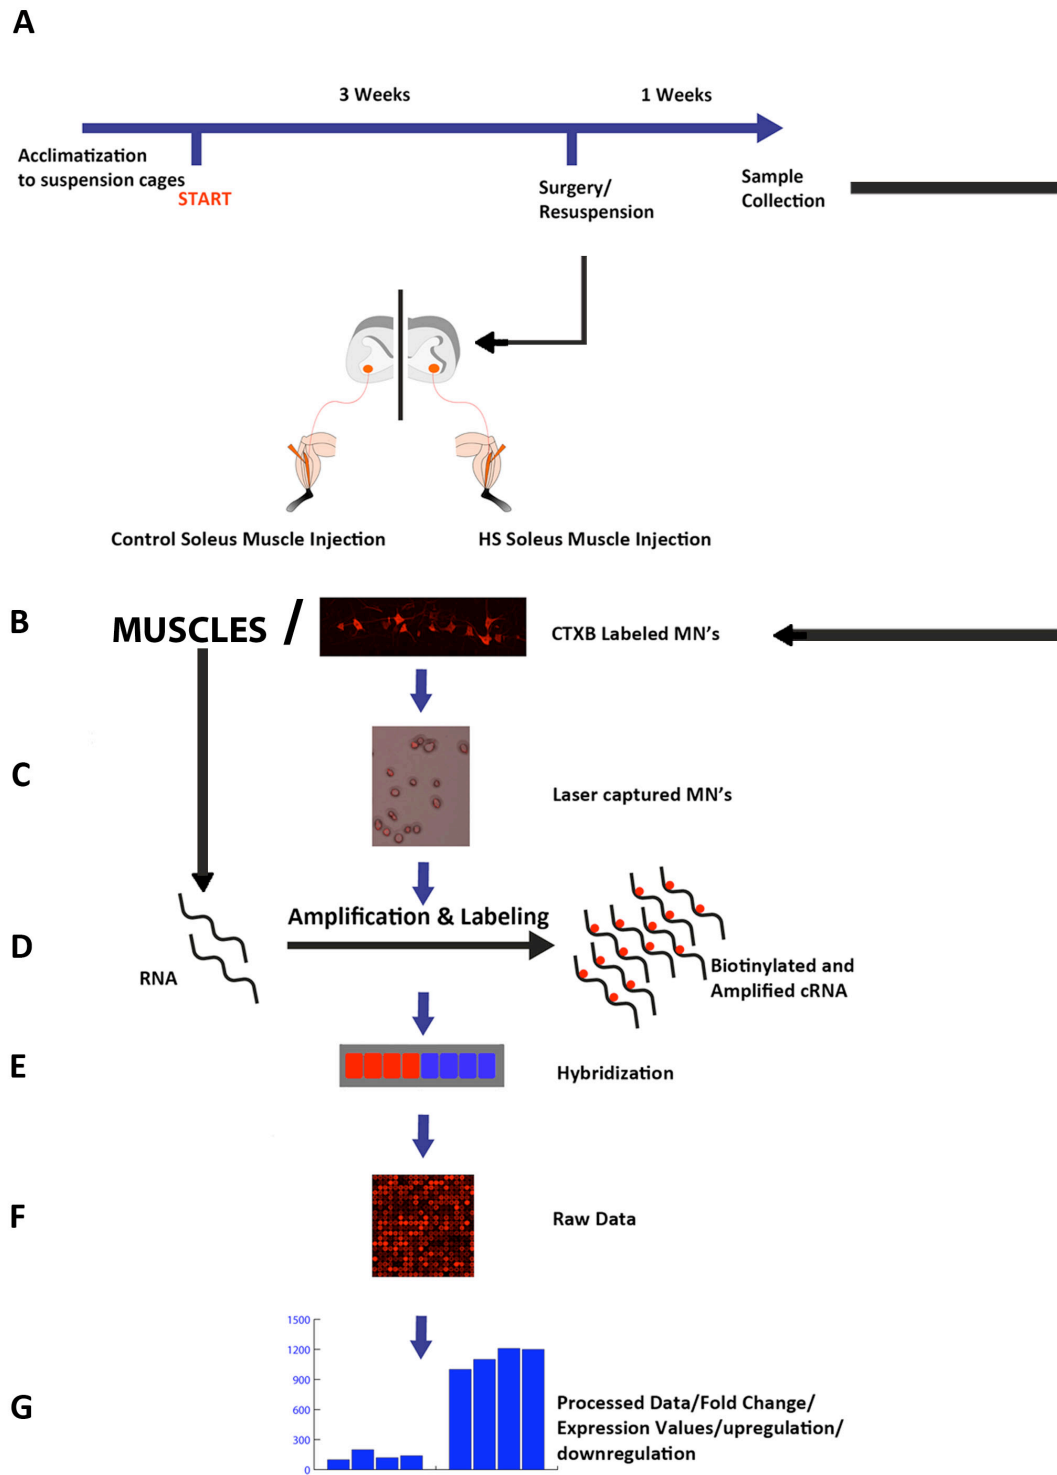 A
3 Weeks
1 Weeks
Acclimatization
to suspension cages
START
Surgery/
Resuspension
Sample
Collection
Control Soleus Muscle Injection
HS Soleus Muscle Injection
B
MUSCLES /
CTXB Labeled MN's
C
Laser captured MN's
D
Amplification & Labeling
RNA
Biotinylated and
Amplified cRNA
E
Hybridization
F
Raw Data
G
1500
1200
900
600
300
0
Processed Data/Fold Change/
Expression Values/upregulation/
downregulation